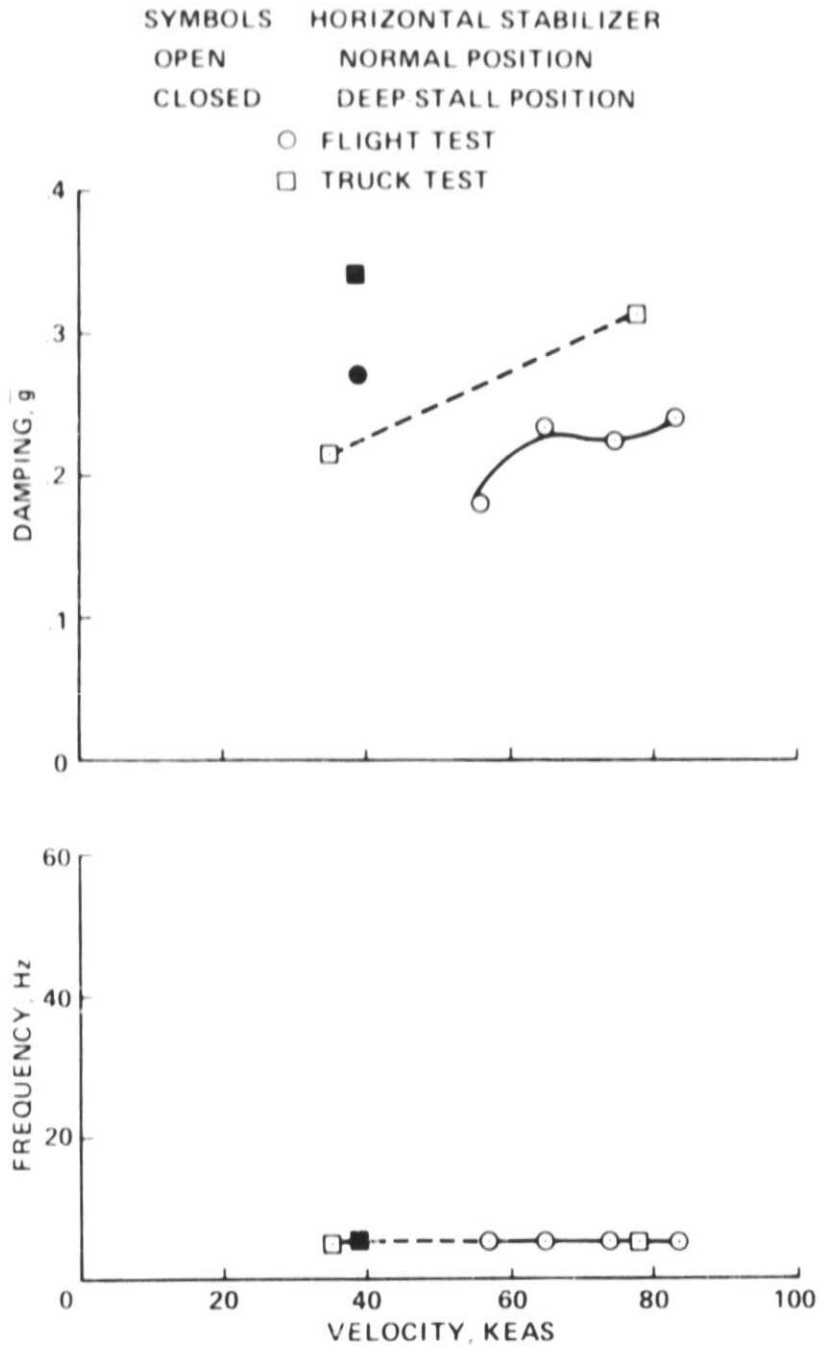 SYMBOLS HORIZONTAL STABILIZER
OPEN NORMAL POSITION
CLOSED DEEP STALL POSITION
FLIGHT TEST
TRUCK TEST
.4
.3
.2
.1
0
DAMPING, g
60
40
20
FREQUENCY, Hz
0 20 40 60 80 100
VELOCITY, KEAS